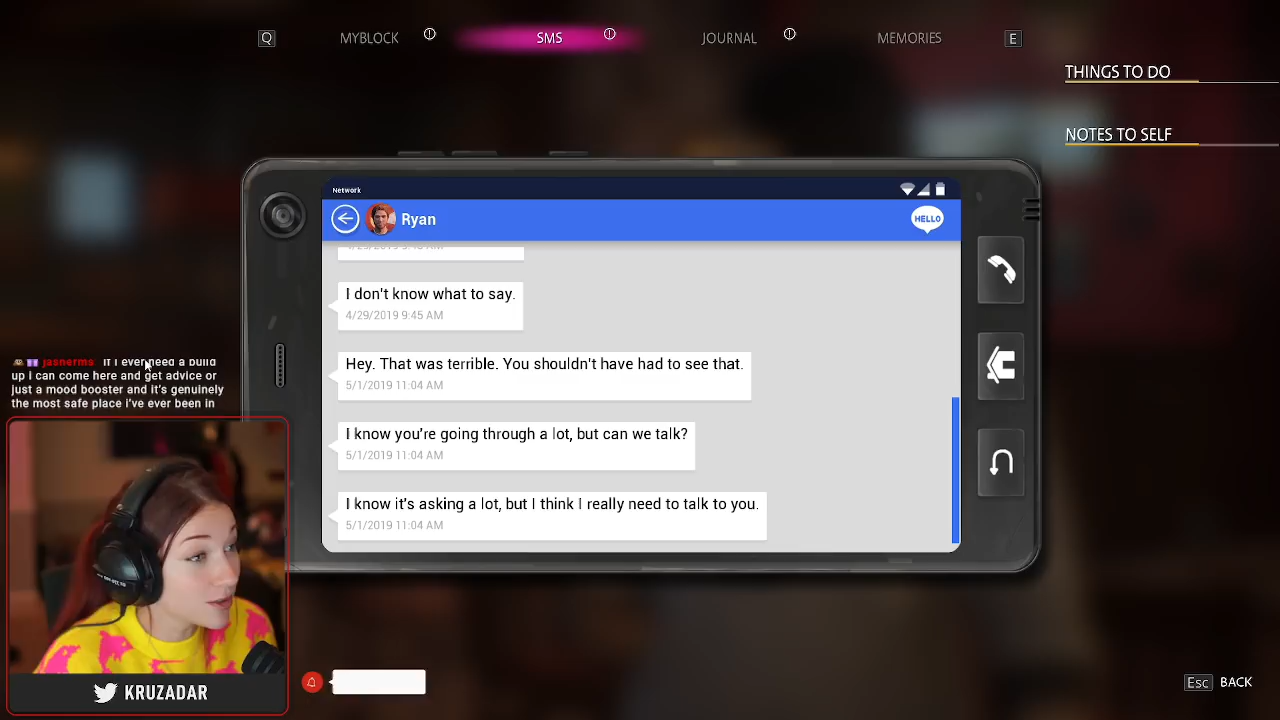 Q
MYBLOCK
SMS
JOURNAL
MEMORIES
E
THINGS TO DO
NOTES TO SELF
Network
Ryan
HELLO
I don't know what to say.
4/29/2019 9:45 AM
Hey. That was terrible. You shouldn't have had to see that.
5/1/2019 11:04 AM
I know you're going through a lot, but can we talk?
5/1/2019 11:04 AM
I know it's asking a lot, but I think I really need to talk to you.
5/1/2019 11:04 AM
jasnerms: If I ever need a build
up i can come here and get advice or
just a mood booster and it's genuinely
the most safe place i've ever been in
KRUZADAR
Esc BACK